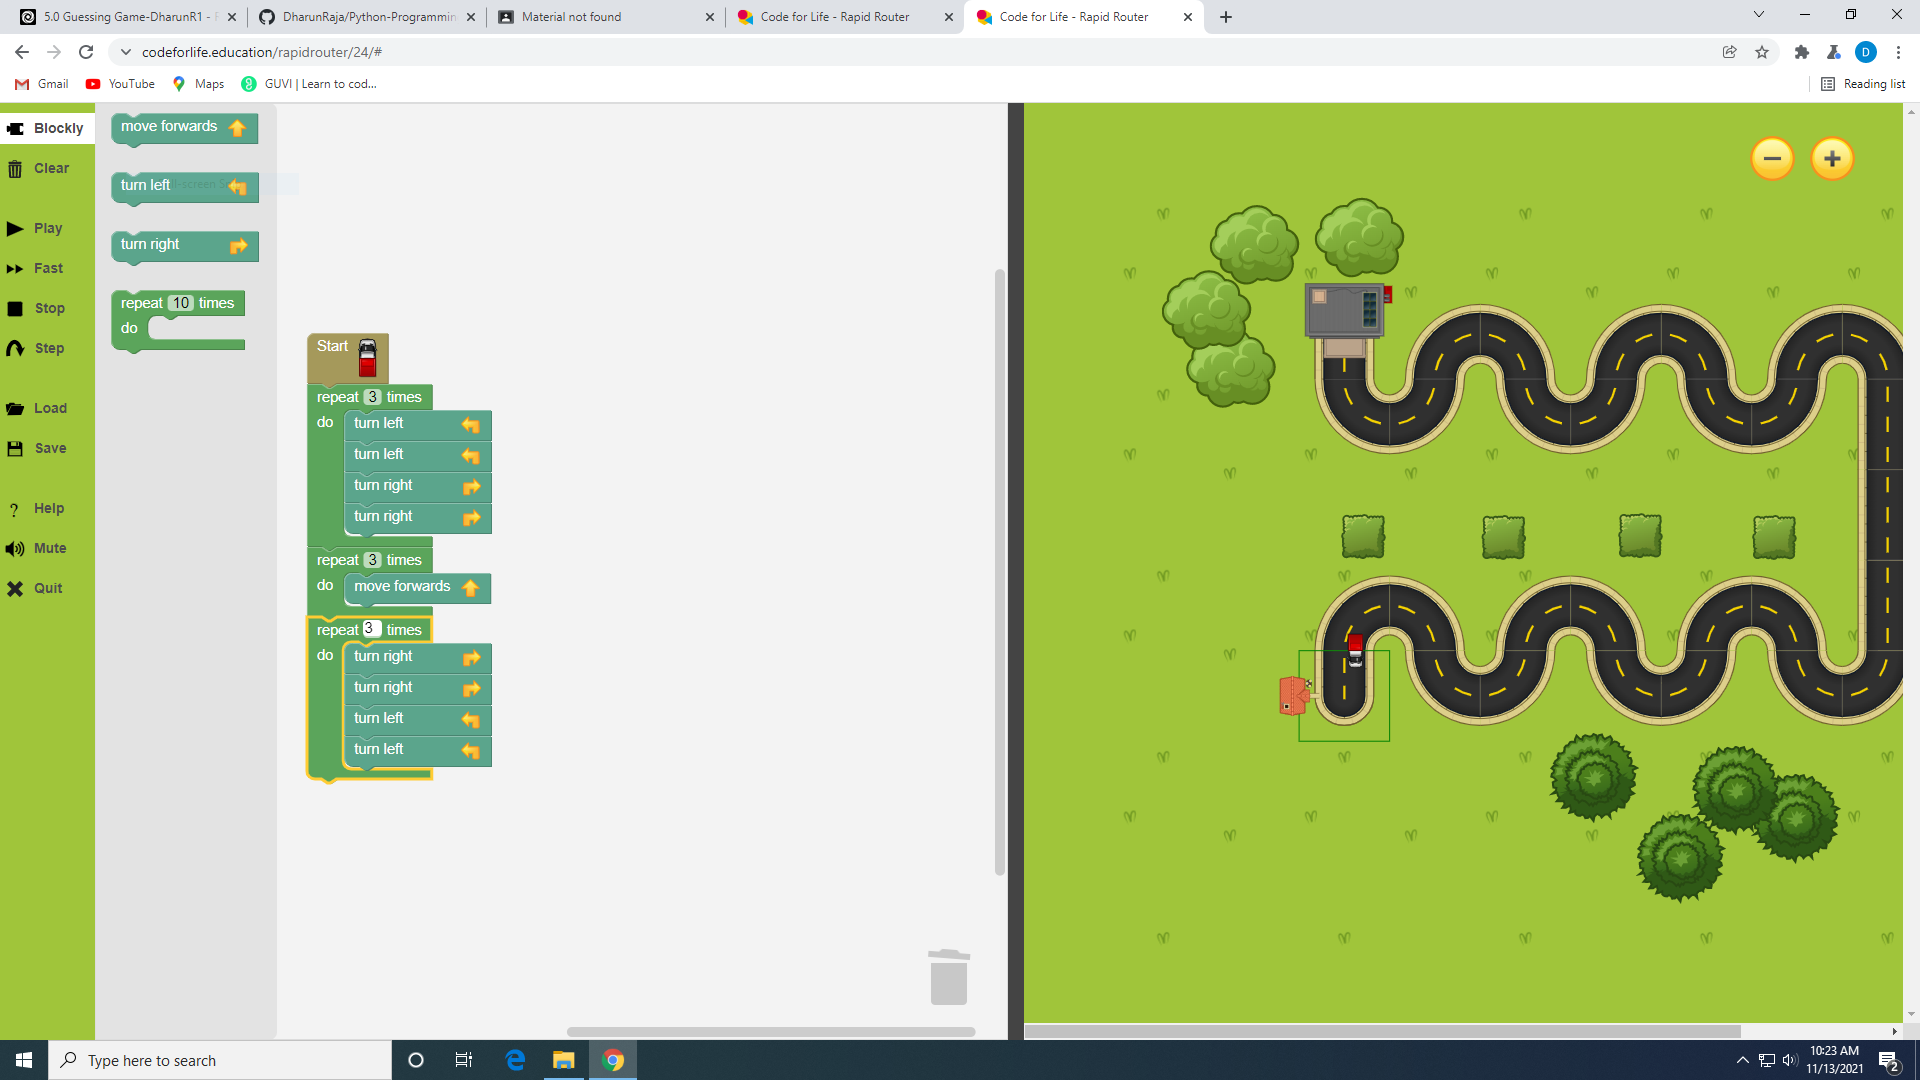 5.0 Guessing Game-DharunR1 - F
DharunRaja/Python-Programmin
Material not found
Code for Life - Rapid Router
Code for Life - Rapid Router
codeforlife.education/rapidrouter/24/#
D
Gmail
YouTube
Maps
GUVI | Learn to cod...
Reading list
Blockly
Clear
Play
Fast
Stop
Step
Load
Save
? Help
Mute
Quit
move forwards
turn left
turn right
repeat 10 times
do
Start
repeat 3 times
do turn left
turn left
turn right
turn right
repeat 3 times
do move forwards
repeat 3 times
do turn right
turn right
turn left
turn left
Type here to search
10:23 AM
11/13/2021
2